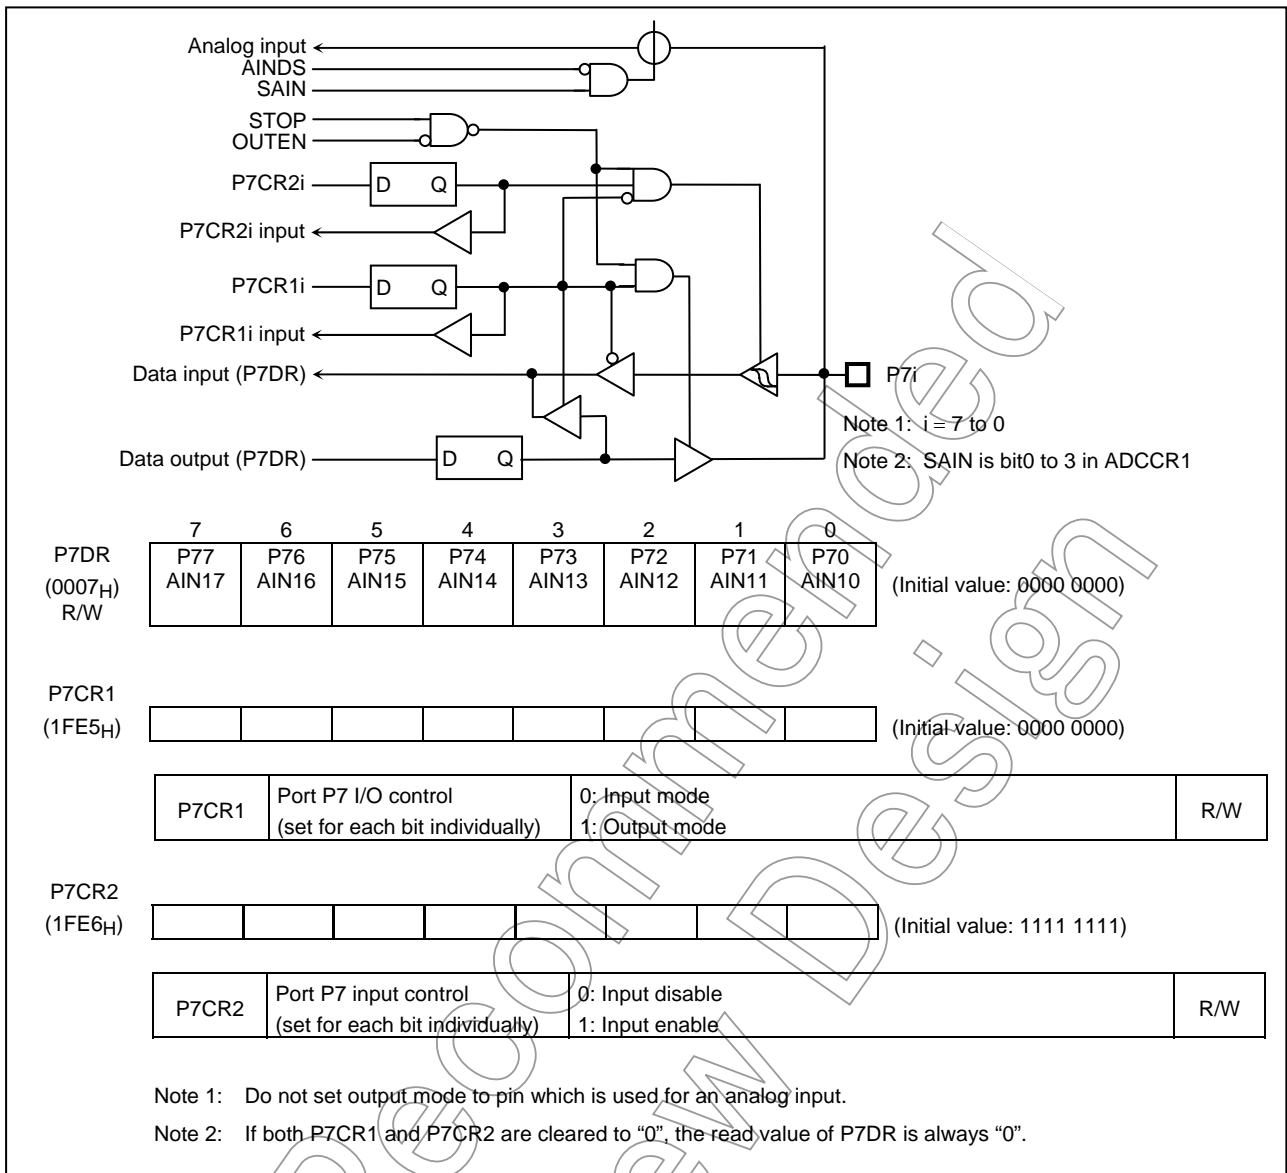 Analog input
AINDS
SAIN
STOP
OUTEN
P7CR2i D Q
P7CR2i input
P7CR1i D Q
P7CR1i input
Data input (P7DR)
P7i
Note 1: i = 7 to 0
Data output (P7DR) D Q
Note 2: SAIN is bit0 to 3 in ADCCR1
7 6 5 4 3 2 1 0
P7DR
(0007H)
R/W
P77 P76 P75 P74 P73 P72 P71 P70
AIN17 AIN16 AIN15 AIN14 AIN13 AIN12 AIN11 AIN10
(Initial value: 0000 0000)
P7CR1
(1FE5H)
(Initial value: 0000 0000)
P7CR1
Port P7 I/O control
(set for each bit individually)
0: Input mode
1: Output mode
R/W
P7CR2
(1FE6H)
(Initial value: 1111 1111)
P7CR2
Port P7 input control
(set for each bit individually)
0: Input disable
1: Input enable
R/W
Note 1: Do not set output mode to pin which is used for an analog input.
Note 2: If both P7CR1 and P7CR2 are cleared to “0”, the read value of P7DR is always “0”.
Recommended
ew Design